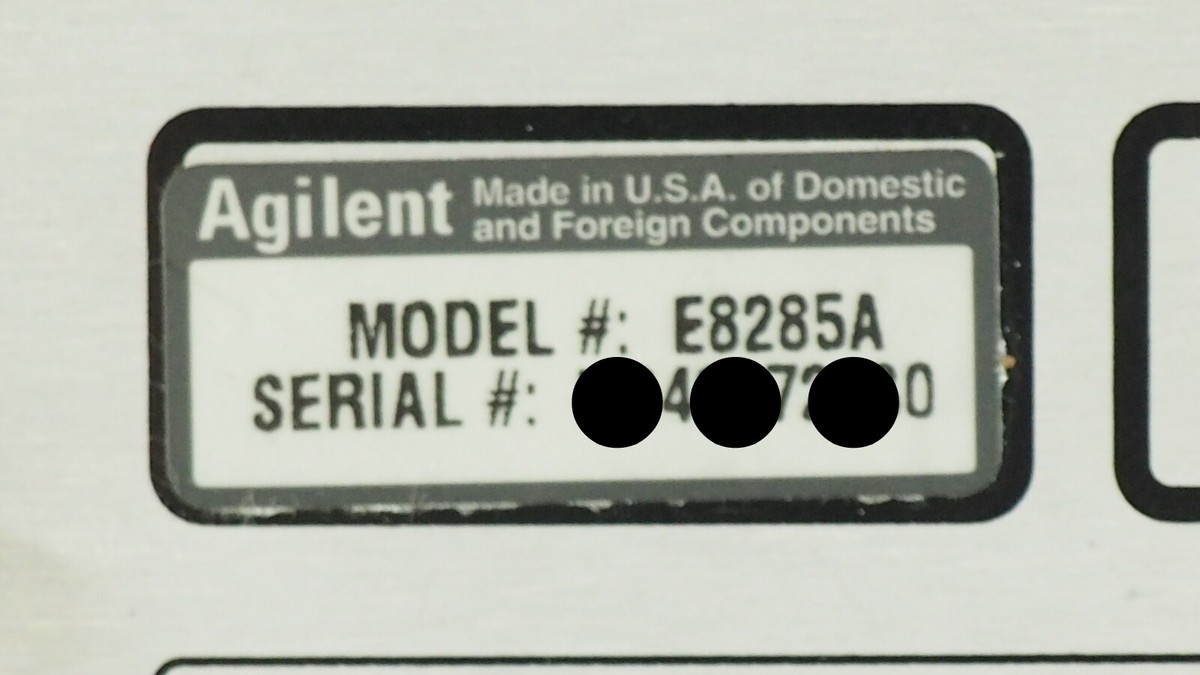 Agilent
Made in U.S.A. of Domestic
and Foreign Components
MODEL #: E8285A
SERIAL #: